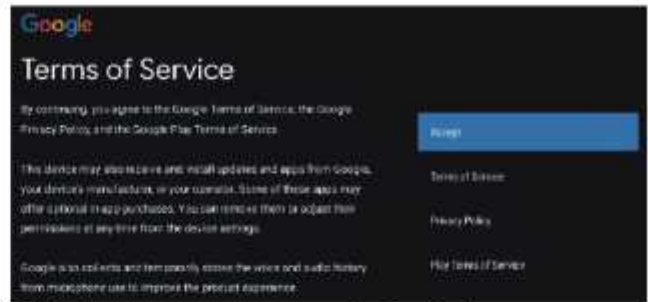 Google
Terms of Service
By continuing, you agree to the Google Terms of Service, the Google
Privacy Policy, and the Google Play Terms of Service.
This device may also receive and install updates and apps from Google,
your device's manufacturer, or your operator. Some of these apps may
offer optional in-app purchases. You can remove them or adjust their
permissions at any time from the device settings.
Google also collects and temporarily stores the voice and audio history
from microphone use to improve the product experience.
Accept
Terms of Service
Privacy Policy
Play Terms of Service